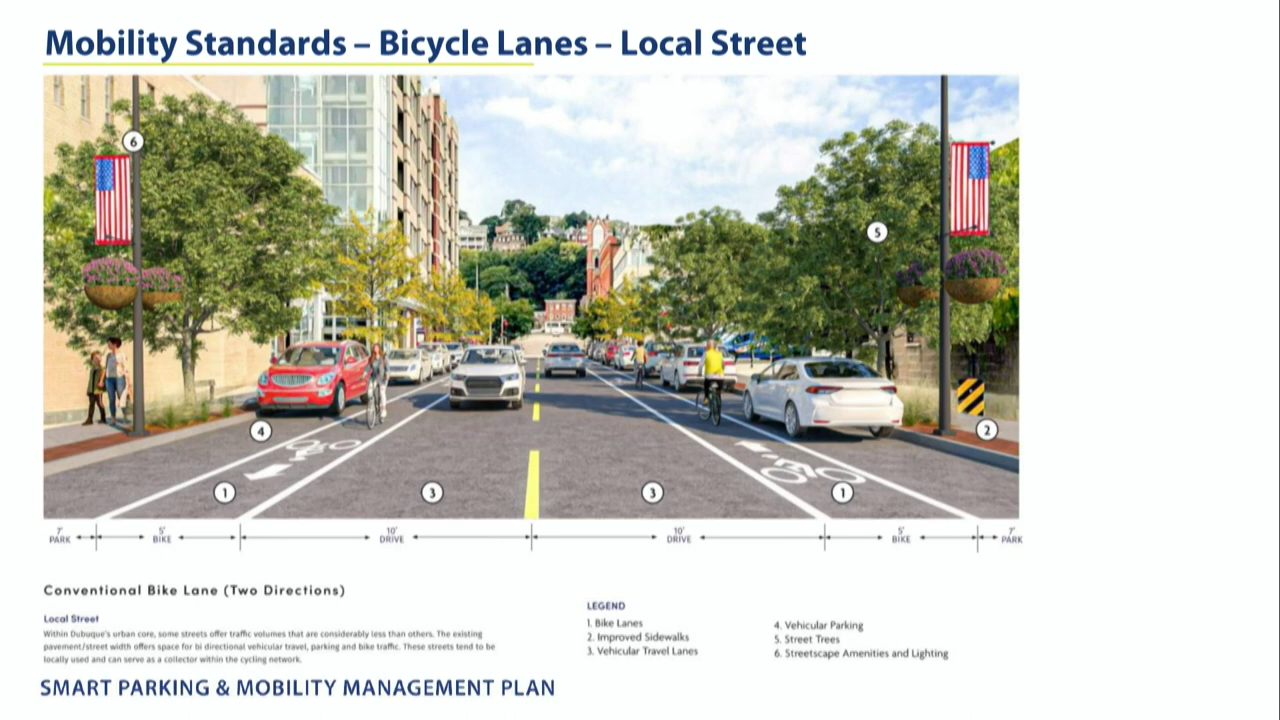 Mobility Standards – Bicycle Lanes – Local Street
6
5
4
2
1
3
3
1
7' PARK
5' BIKE
10' DRIVE
10' DRIVE
5' BIKE
7' PARK
Conventional Bike Lane (Two Directions)
Local Street
Within Dubuque's urban core, some streets offer traffic volumes that are considerably less than others. The existing
pavement/street width offers space for bi directional vehicular travel, parking and bike traffic. These streets tend to be
locally used and can serve as a collector within the cycling network.
LEGEND
1. Bike Lanes
2. Improved Sidewalks
3. Vehicular Travel Lanes
4. Vehicular Parking
5. Street Trees
6. Streetscape Amenities and Lighting
SMART PARKING & MOBILITY MANAGEMENT PLAN